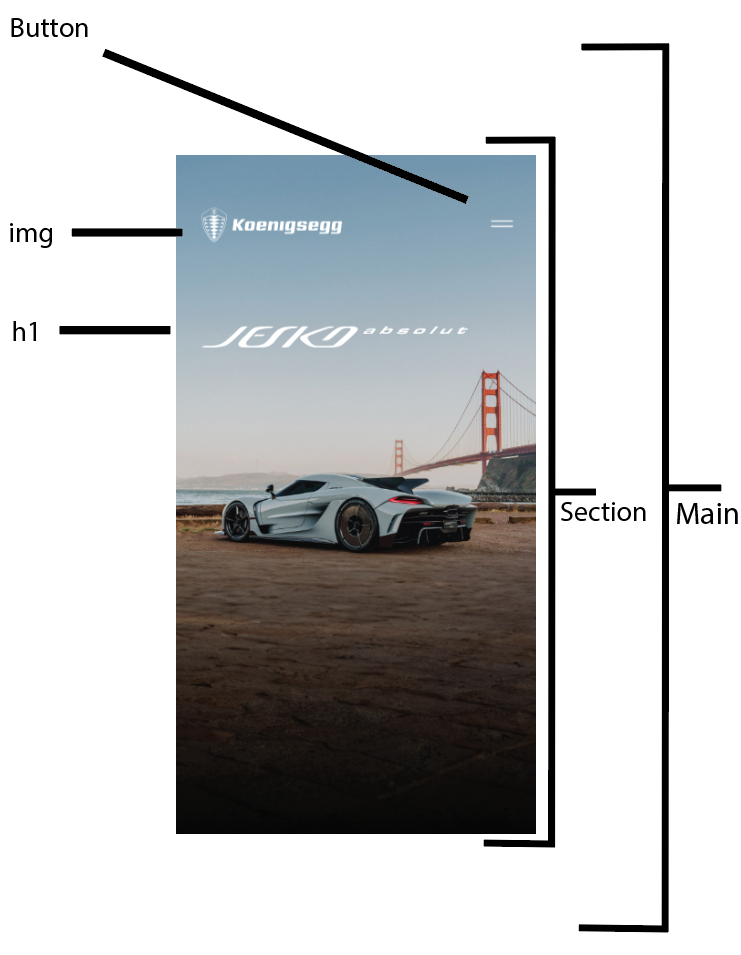 Button
img
Koenigsegg
h1
JESKO absolut
Section
Main